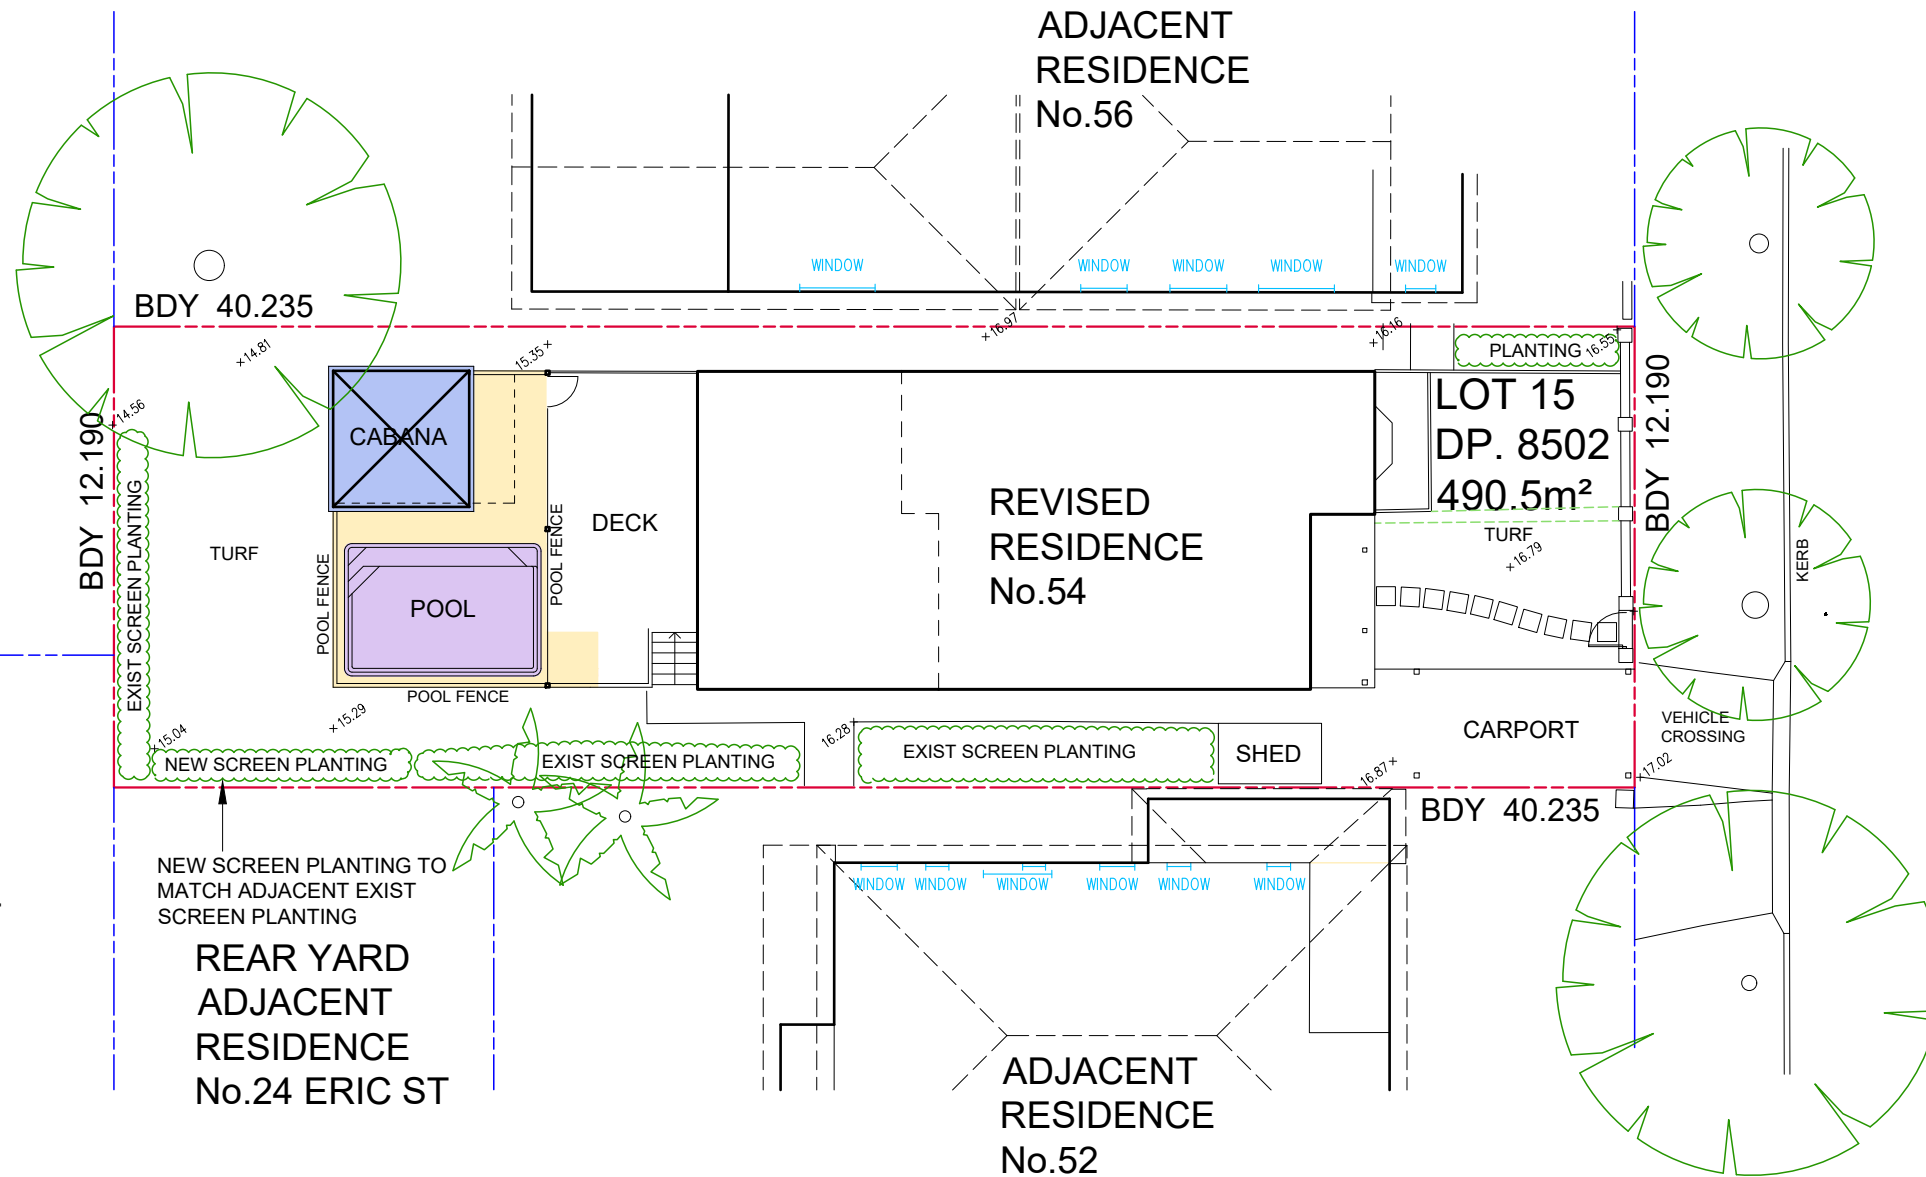 ADJACENT
RESIDENCE
No.56
WINDOW
WINDOW
WINDOW
WINDOW
WINDOW
BDY 40.235
14.81
15.35
16.97
16.16
PLANTING
16.55
14.56
BDY 12.190
CABANA
LOT 15
DP. 8502
490.5m²
BDY 12.190
EXIST SCREEN PLANTING
TURF
POOL FENCE
POOL
POOL FENCE
DECK
REVISED
RESIDENCE
No.54
TURF
16.79
KERB
POOL FENCE
15.29
15.04
NEW SCREEN PLANTING
EXIST SCREEN PLANTING
16.28
EXIST SCREEN PLANTING
SHED
CARPORT
VEHICLE
CROSSING
16.87
17.02
BDY 40.235
NEW SCREEN PLANTING TO
MATCH ADJACENT EXIST
SCREEN PLANTING
WINDOW
WINDOW
WINDOW
WINDOW
WINDOW
WINDOW
REAR YARD
ADJACENT
RESIDENCE
No.24 ERIC ST
ADJACENT
RESIDENCE
No.52